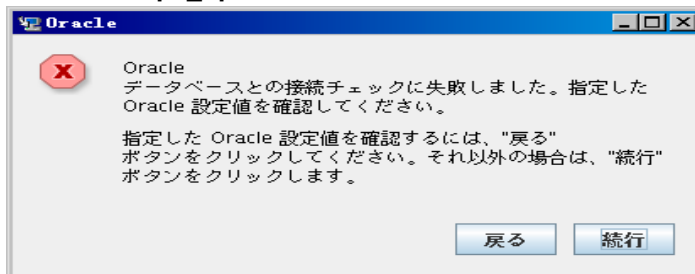 Oracle
Oracle
データベースとの接続チェックに失敗しました。指定した
Oracle 設定値を確認してください。
指定した Oracle 設定値を確認するには、"戻る"
ボタンをクリックしてください。それ以外の場合は、"続行"
ボタンをクリックします。
戻る 続行